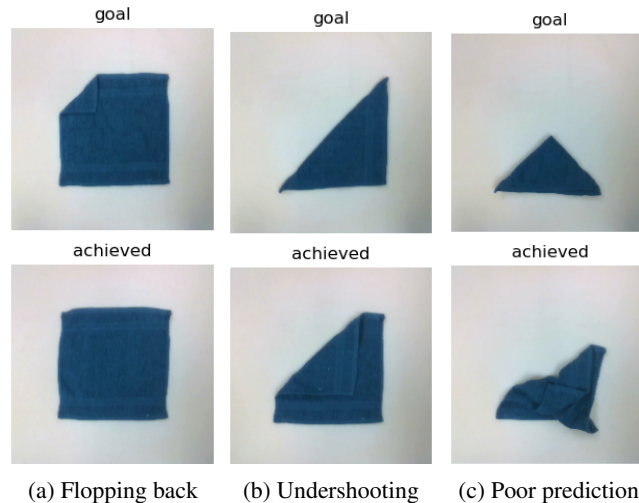 goal
goal
goal
achieved
achieved
achieved
(a) Flopping back
(b) Undershooting
(c) Poor prediction